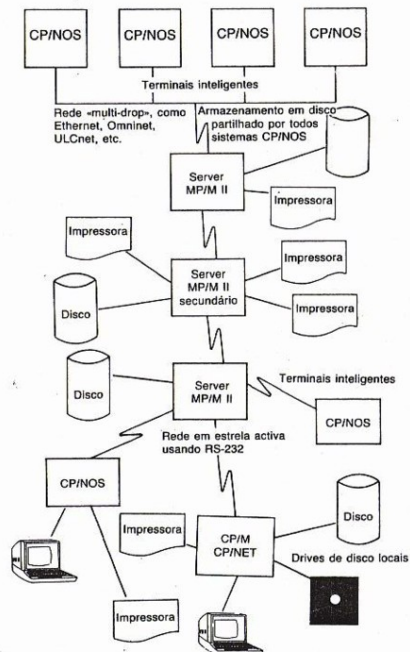 CP/NOS
CP/NOS
CP/NOS
CP/NOS
Terminais inteligentes
Rede «multi-drop», como
Ethernet, Omninet,
ULCnet, etc.
Armazenamento em disco
partilhado por todos
sistemas CP/NOS
Server
MP/M II
Impressora
Impressora
Server
MP/M II
secundário
Impressora
Impressora
Disco
Disco
Server
MP/M II
Terminais inteligentes
CP/NOS
Rede em estrela activa
usando RS-232
CP/NOS
Impressora
CP/M
CP/NET
Disco
Drives de disco locais
Impressora